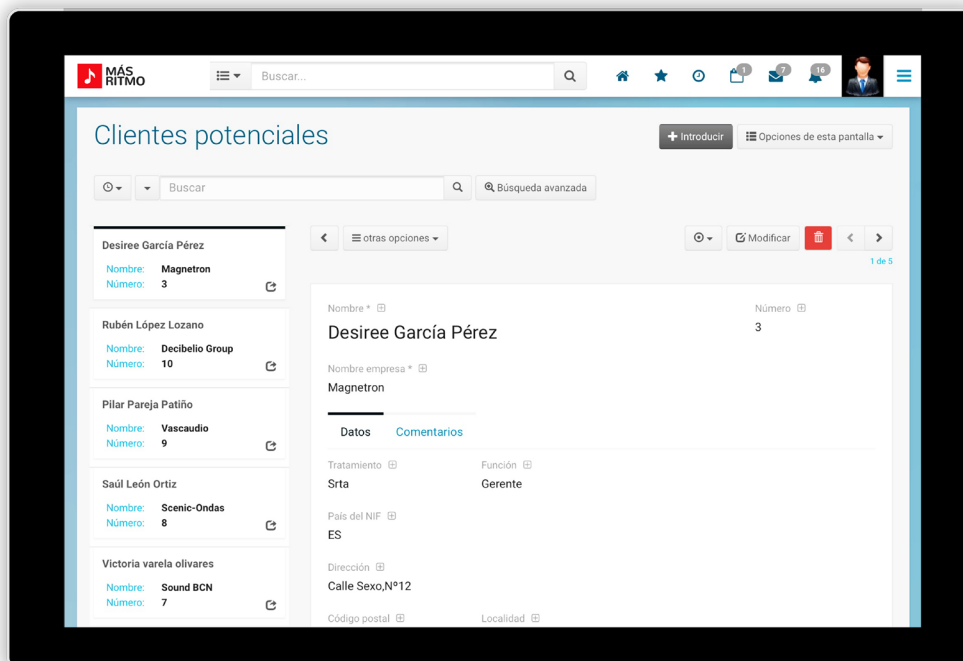 MÁS
RITMO
Buscar...
1
7
16
Clientes potenciales
Introducir
Opciones de esta pantalla
Buscar
Búsqueda avanzada
Desiree García Pérez
Nombre: Magnetron
Número: 3
Rubén López Lozano
Nombre: Decibelio Group
Número: 10
Pilar Pareja Patiño
Nombre: Vascaudio
Número: 9
Saúl León Ortiz
Nombre: Scenic-Ondas
Número: 8
Victoria varela olivares
Nombre: Sound BCN
Número: 7
otras opciones
Modificar
1 de 5
Nombre * Número
Desiree García Pérez 3
Nombre empresa *
Magnetron
Datos Comentarios
Tratamiento Función
Srta Gerente
País del NIF
ES
Dirección
Calle Sexo,Nº12
Código postal Localidad